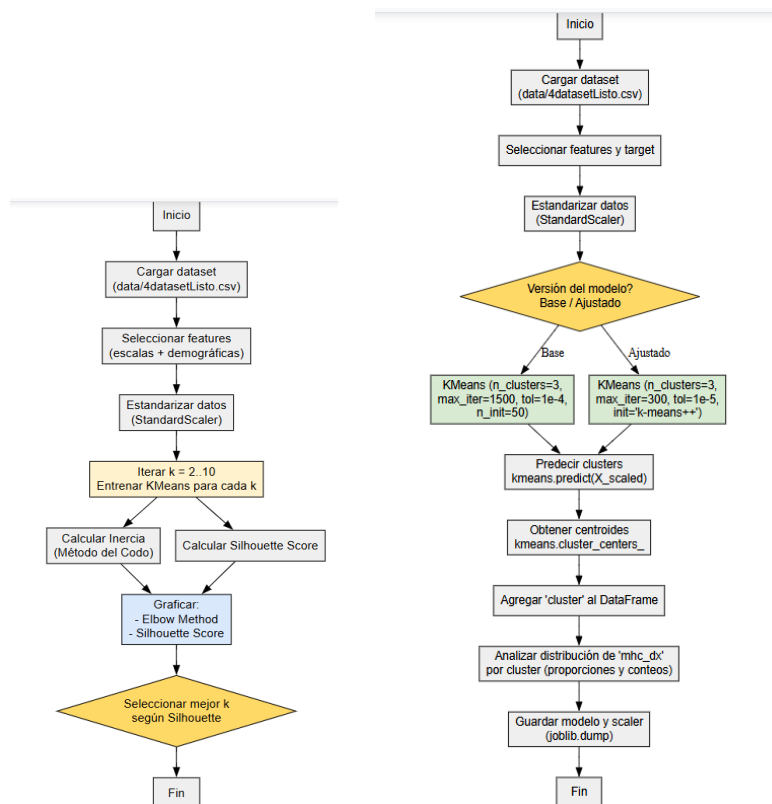 Inicio
Cargar dataset
(data/4datasetListo.csv)
Seleccionar features
(escalas + demográficas)
Estandarizar datos
(StandardScaler)
Iterar k = 2..10
Entrenar KMeans para cada k
Calcular Inercia
(Método del Codo)
Calcular Silhouette Score
Graficar:
- Elbow Method
- Silhouette Score
Seleccionar mejor k
según Silhouette
Fin
Inicio
Cargar dataset
(data/4datasetListo.csv)
Seleccionar features y target
Estandarizar datos
(StandardScaler)
Versión del modelo?
Base / Ajustado
Base
Ajustado
KMeans (n_clusters=3,
max_iter=1500, tol=1e-4,
n_init=50)
KMeans (n_clusters=3,
max_iter=300, tol=1e-5,
init='k-means++')
Predecir clusters
kmeans.predict(X_scaled)
Obtener centroides
kmeans.cluster_centers_
Agregar 'cluster' al DataFrame
Analizar distribución de 'mhc_dx'
por cluster (proporciones y conteos)
Guardar modelo y scaler
(joblib.dump)
Fin